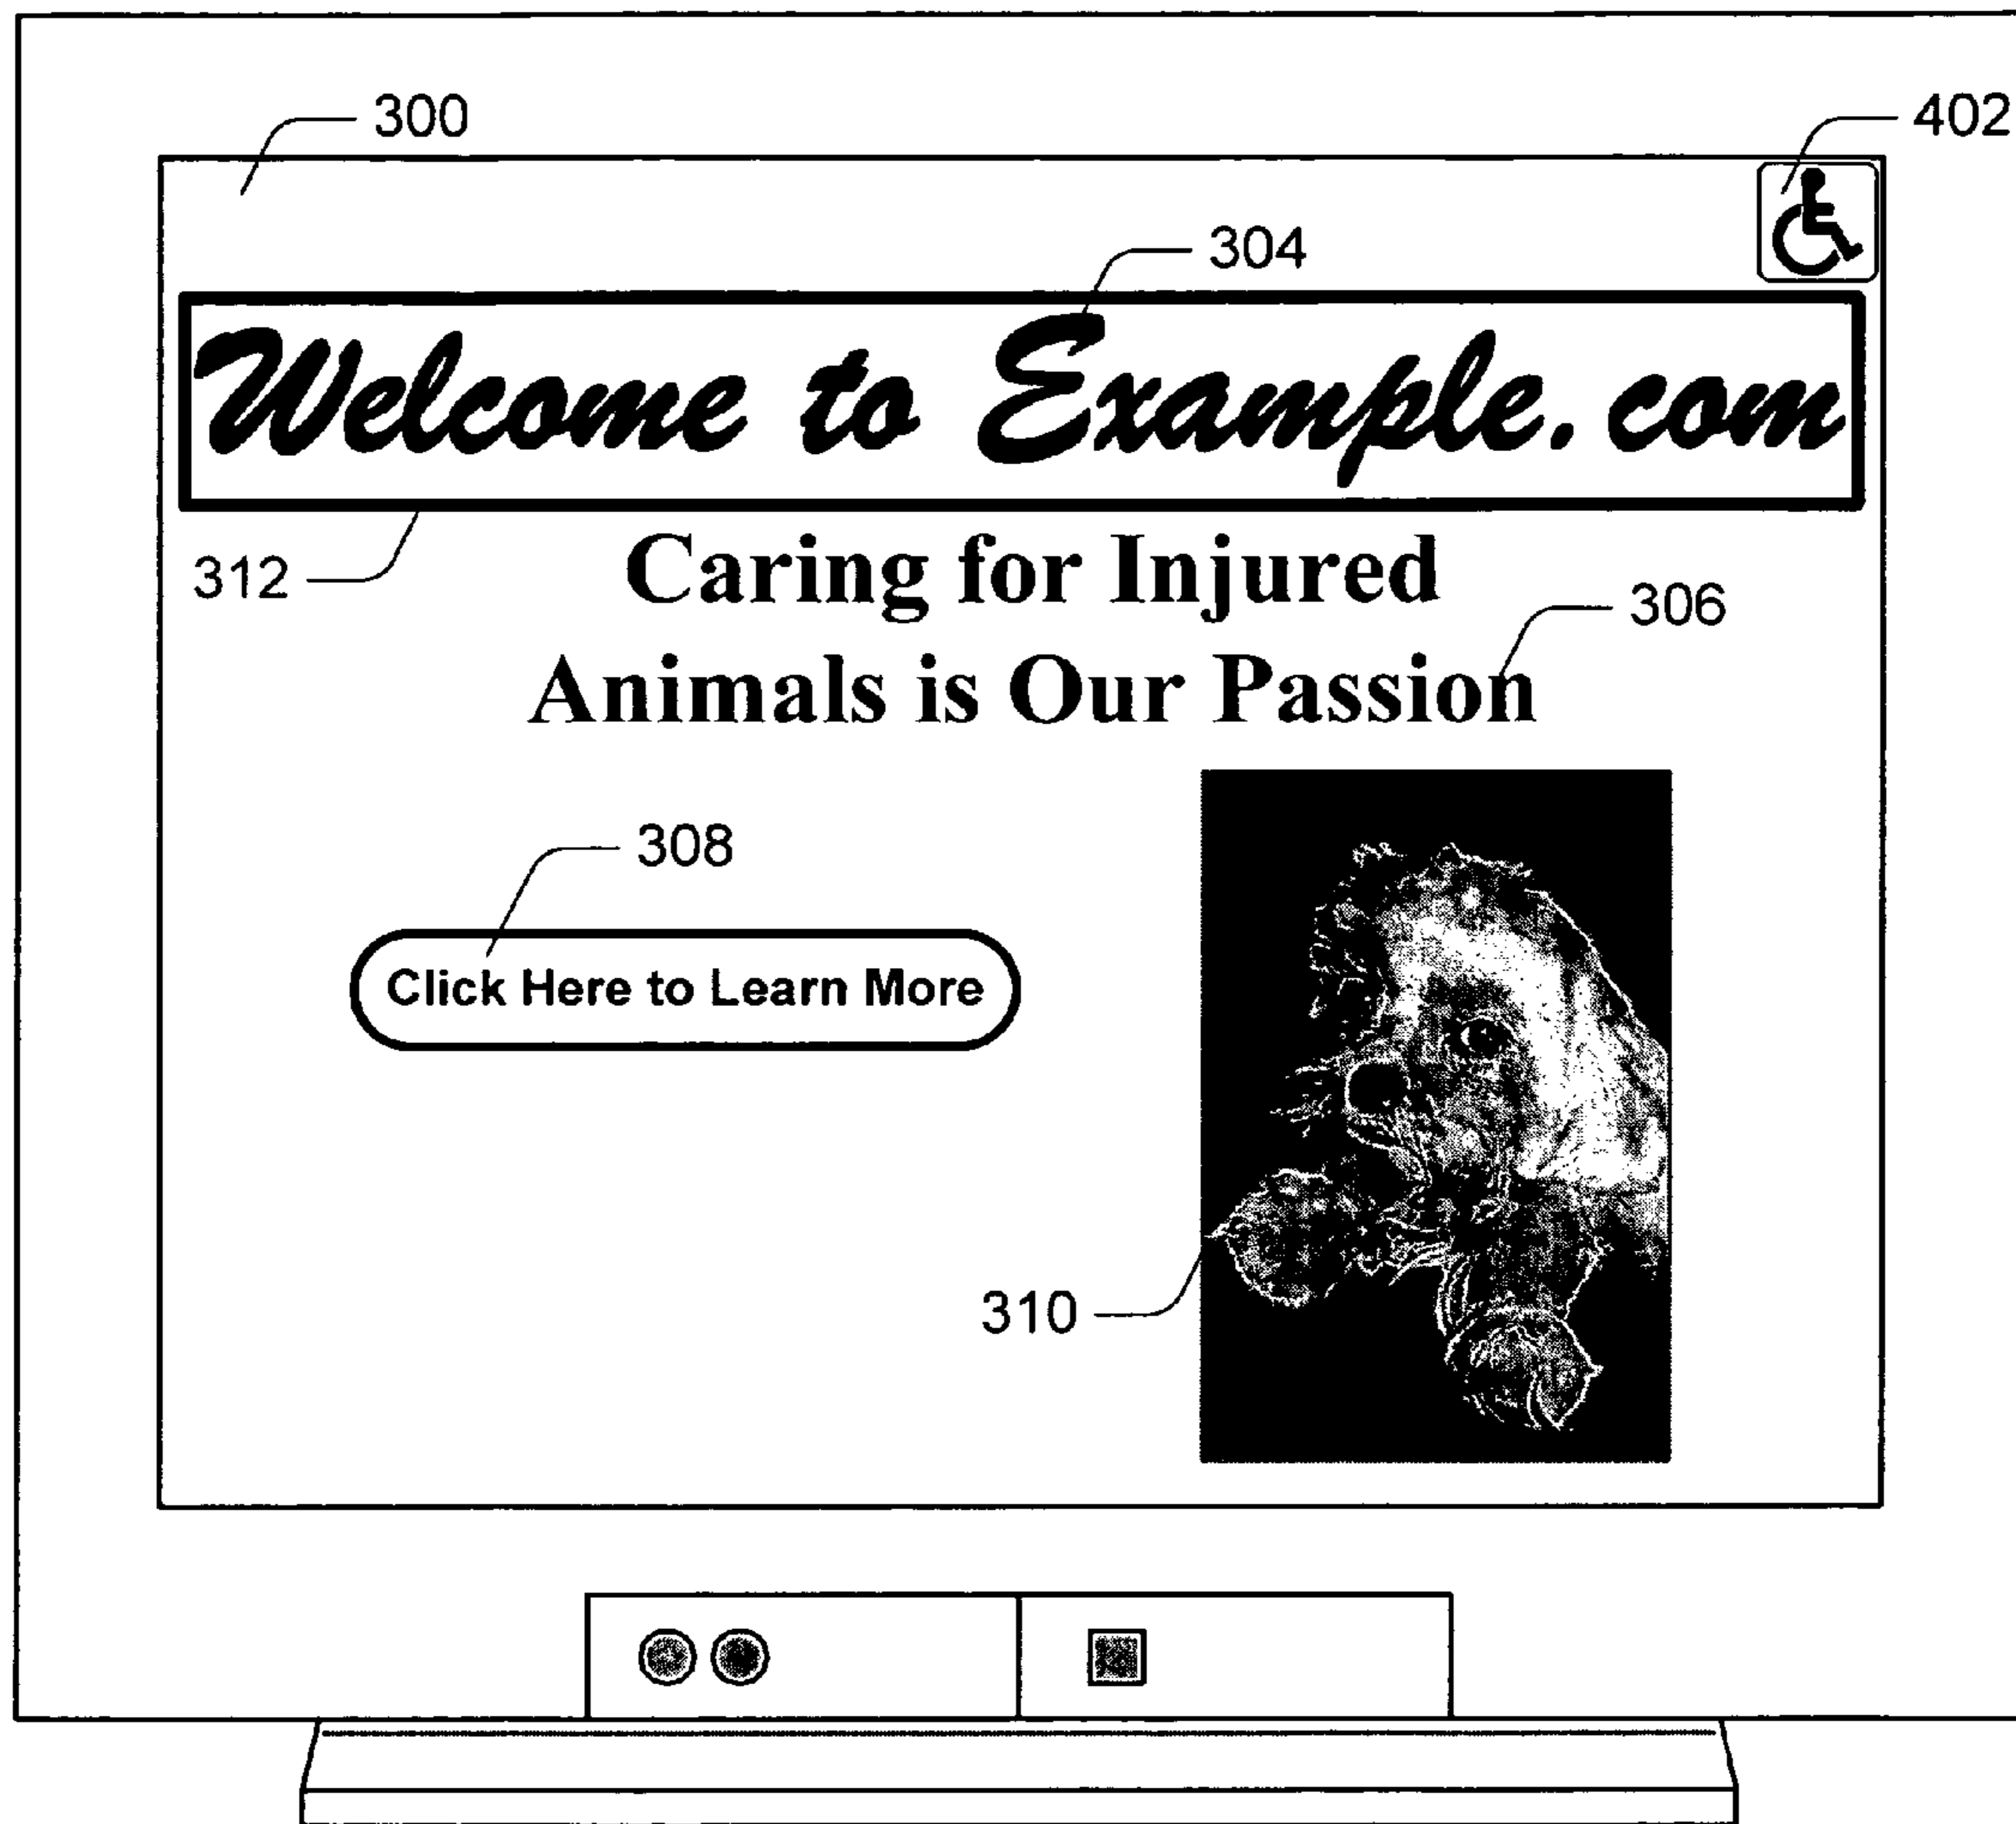 300
402
304
Welcome to Example.com
312
Caring for Injured
306
Animals is Our Passion
308
Click Here to Learn More
310